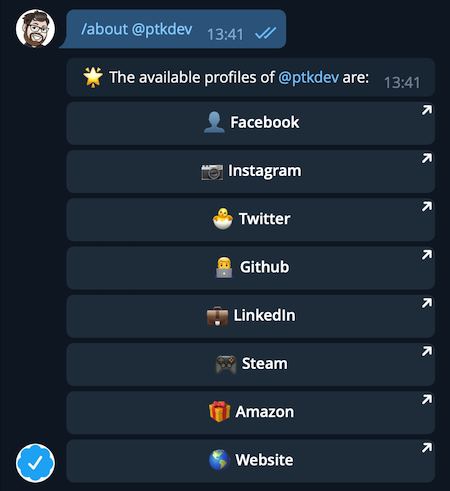 /about @ptkdev 13:41
🌟 The available profiles of @ptkdev are: 13:41
👤 Facebook
📷 Instagram
🐣 Twitter
👨‍💻 Github
💼 LinkedIn
🎮 Steam
🎁 Amazon
🌎 Website